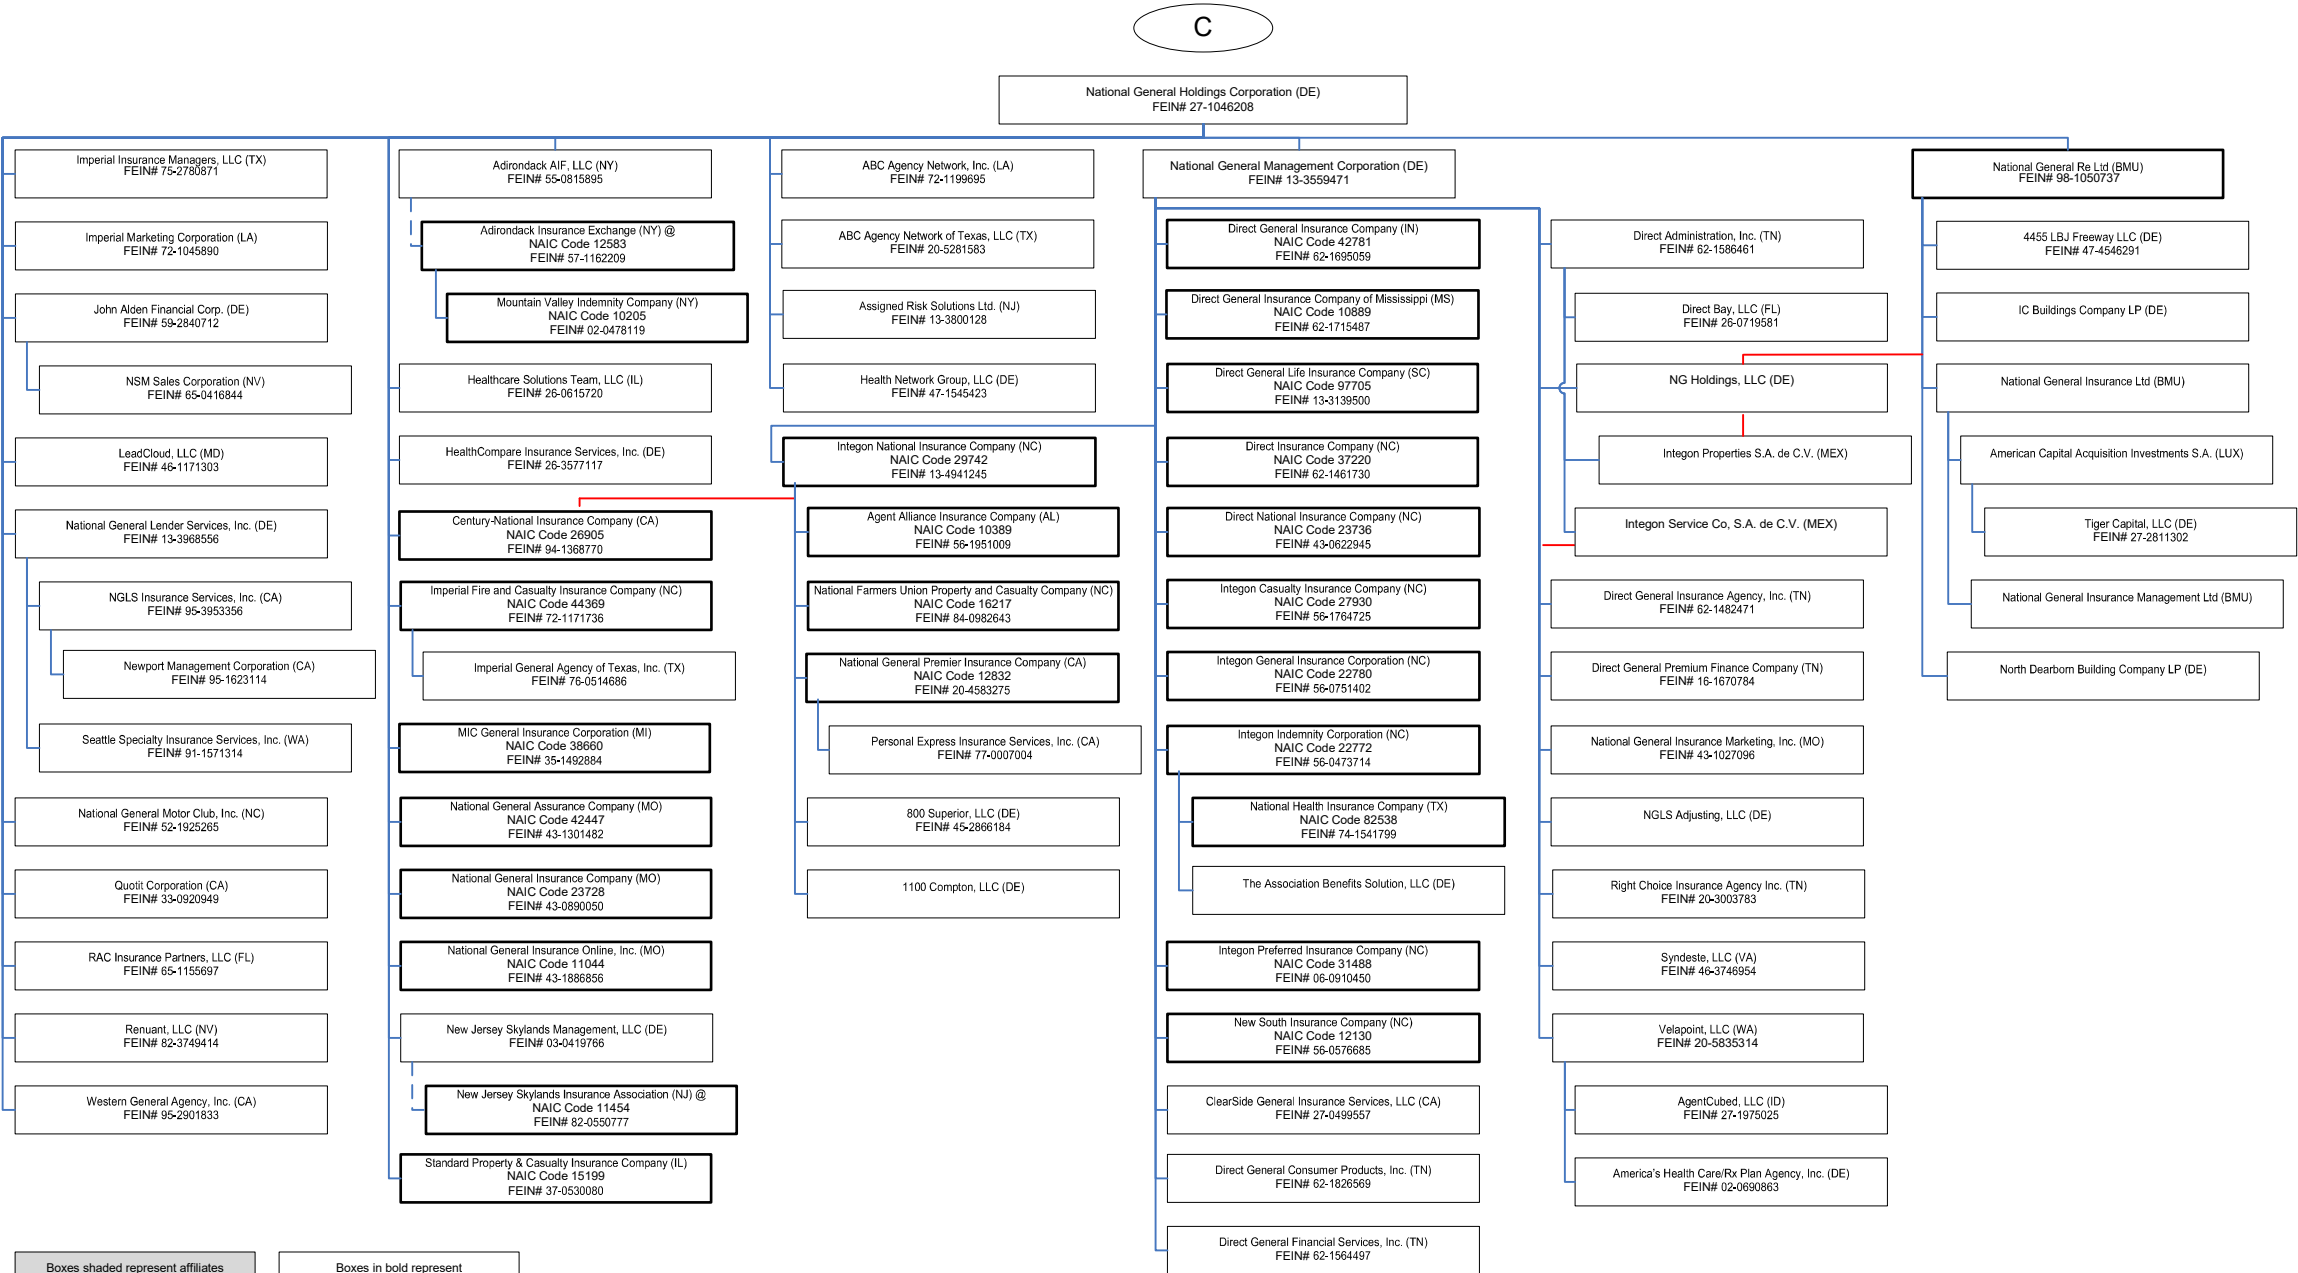 C
National General Holdings Corporation (DE)
FEIN# 27-1046208
Imperial Insurance Managers, LLC (TX)
FEIN# 75-2780871
Imperial Marketing Corporation (LA)
FEIN# 72-1045890
John Alden Financial Corp. (DE)
FEIN# 59-2840712
NSM Sales Corporation (NV)
FEIN# 65-0416844
LeadCloud, LLC (MD)
FEIN# 46-1171303
National General Lender Services, Inc. (DE)
FEIN# 13-3968556
NGLS Insurance Services, Inc. (CA)
FEIN# 95-3953356
Newport Management Corporation (CA)
FEIN# 95-1623114
Seattle Specialty Insurance Services, Inc. (WA)
FEIN# 91-1571314
National General Motor Club, Inc. (NC)
FEIN# 52-1925265
Quotit Corporation (CA)
FEIN# 33-0920949
RAC Insurance Partners, LLC (FL)
FEIN# 65-1155697
Renuant, LLC (NV)
FEIN# 82-3749414
Western General Agency, Inc. (CA)
FEIN# 95-2901833
Adirondack AIF, LLC (NY)
FEIN# 55-0815895
Adirondack Insurance Exchange (NY) @
NAIC Code 12583
FEIN# 57-1162209
Mountain Valley Indemnity Company (NY)
NAIC Code 10205
FEIN# 02-0478119
Healthcare Solutions Team, LLC (IL)
FEIN# 26-0615720
HealthCompare Insurance Services, Inc. (DE)
FEIN# 26-3577117
Century-National Insurance Company (CA)
NAIC Code 26905
FEIN# 94-1368770
Imperial Fire and Casualty Insurance Company (NC)
NAIC Code 44369
FEIN# 72-1171736
Imperial General Agency of Texas, Inc. (TX)
FEIN# 76-0514686
MIC General Insurance Corporation (MI)
NAIC Code 38660
FEIN# 35-1492884
National General Assurance Company (MO)
NAIC Code 42447
FEIN# 43-1301482
National General Insurance Company (MO)
NAIC Code 23728
FEIN# 43-0890050
National General Insurance Online, Inc. (MO)
NAIC Code 11044
FEIN# 43-1886856
New Jersey Skylands Management, LLC (DE)
FEIN# 03-0419766
New Jersey Skylands Insurance Association (NJ) @
NAIC Code 11454
FEIN# 82-0550777
Standard Property & Casualty Insurance Company (IL)
NAIC Code 15199
FEIN# 37-0530080
ABC Agency Network, Inc. (LA)
FEIN# 72-1199695
ABC Agency Network of Texas, LLC (TX)
FEIN# 20-5281583
Assigned Risk Solutions Ltd. (NJ)
FEIN# 13-3800128
Health Network Group, LLC (DE)
FEIN# 47-1545423
Integon National Insurance Company (NC)
NAIC Code 29742
FEIN# 13-4941245
Agent Alliance Insurance Company (AL)
NAIC Code 10389
FEIN# 56-1951009
National Farmers Union Property and Casualty Company (NC)
NAIC Code 16217
FEIN# 84-0982643
National General Premier Insurance Company (CA)
NAIC Code 12832
FEIN# 20-4583275
Personal Express Insurance Services, Inc. (CA)
FEIN# 77-0007004
800 Superior, LLC (DE)
FEIN# 45-2866184
1100 Compton, LLC (DE)
National General Management Corporation (DE)
FEIN# 13-3559471
Direct General Insurance Company (IN)
NAIC Code 42781
FEIN# 62-1695059
Direct General Insurance Company of Mississippi (MS)
NAIC Code 10889
FEIN# 62-1715487
Direct General Life Insurance Company (SC)
NAIC Code 97705
FEIN# 13-3139500
Direct Insurance Company (NC)
NAIC Code 37220
FEIN# 62-1461730
Direct National Insurance Company (NC)
NAIC Code 23736
FEIN# 43-0622945
Integon Casualty Insurance Company (NC)
NAIC Code 27930
FEIN# 56-1764725
Integon General Insurance Corporation (NC)
NAIC Code 22780
FEIN# 56-0751402
Integon Indemnity Corporation (NC)
NAIC Code 22772
FEIN# 56-0473714
National Health Insurance Company (TX)
NAIC Code 82538
FEIN# 74-1541799
The Association Benefits Solution, LLC (DE)
Integon Preferred Insurance Company (NC)
NAIC Code 31488
FEIN# 06-0910450
New South Insurance Company (NC)
NAIC Code 12130
FEIN# 56-0576685
ClearSide General Insurance Services, LLC (CA)
FEIN# 27-0499557
Direct General Consumer Products, Inc. (TN)
FEIN# 62-1826569
Direct General Financial Services, Inc. (TN)
FEIN# 62-1564497
Direct Administration, Inc. (TN)
FEIN# 62-1586461
Direct Bay, LLC (FL)
FEIN# 26-0719581
NG Holdings, LLC (DE)
Integon Properties S.A. de C.V. (MEX)
Integon Service Co, S.A. de C.V. (MEX)
Direct General Insurance Agency, Inc. (TN)
FEIN# 62-1482471
Direct General Premium Finance Company (TN)
FEIN# 16-1670784
National General Insurance Marketing, Inc. (MO)
FEIN# 43-1027096
NGLS Adjusting, LLC (DE)
Right Choice Insurance Agency Inc. (TN)
FEIN# 20-3003783
Syndeste, LLC (VA)
FEIN# 46-3746954
Velapoint, LLC (WA)
FEIN# 20-5835314
AgentCubed, LLC (ID)
FEIN# 27-1975025
America's Health Care/Rx Plan Agency, Inc. (DE)
FEIN# 02-0690863
National General Re Ltd (BMU)
FEIN# 98-1050737
4455 LBJ Freeway LLC (DE)
FEIN# 47-4546291
IC Buildings Company LP (DE)
National General Insurance Ltd (BMU)
American Capital Acquisition Investments S.A. (LUX)
Tiger Capital, LLC (DE)
FEIN# 27-2811302
National General Insurance Management Ltd (BMU)
North Dearborn Building Company LP (DE)
Boxes shaded represent affiliates
Boxes in bold represent